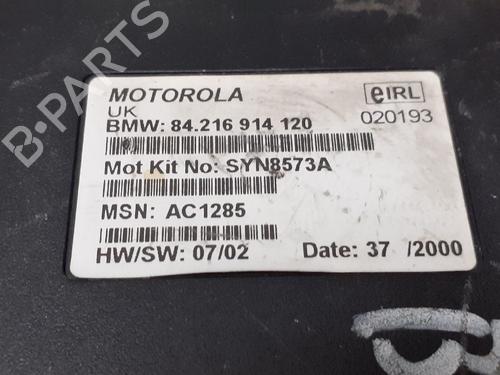 B-PARTS
MOTOROLA
UK
BMW: 84.216 914 120
Mot Kit No: SYN8573A
MSN: AC1285
HW/SW: 07/02 Date: 37 /2000
e IRL
020193